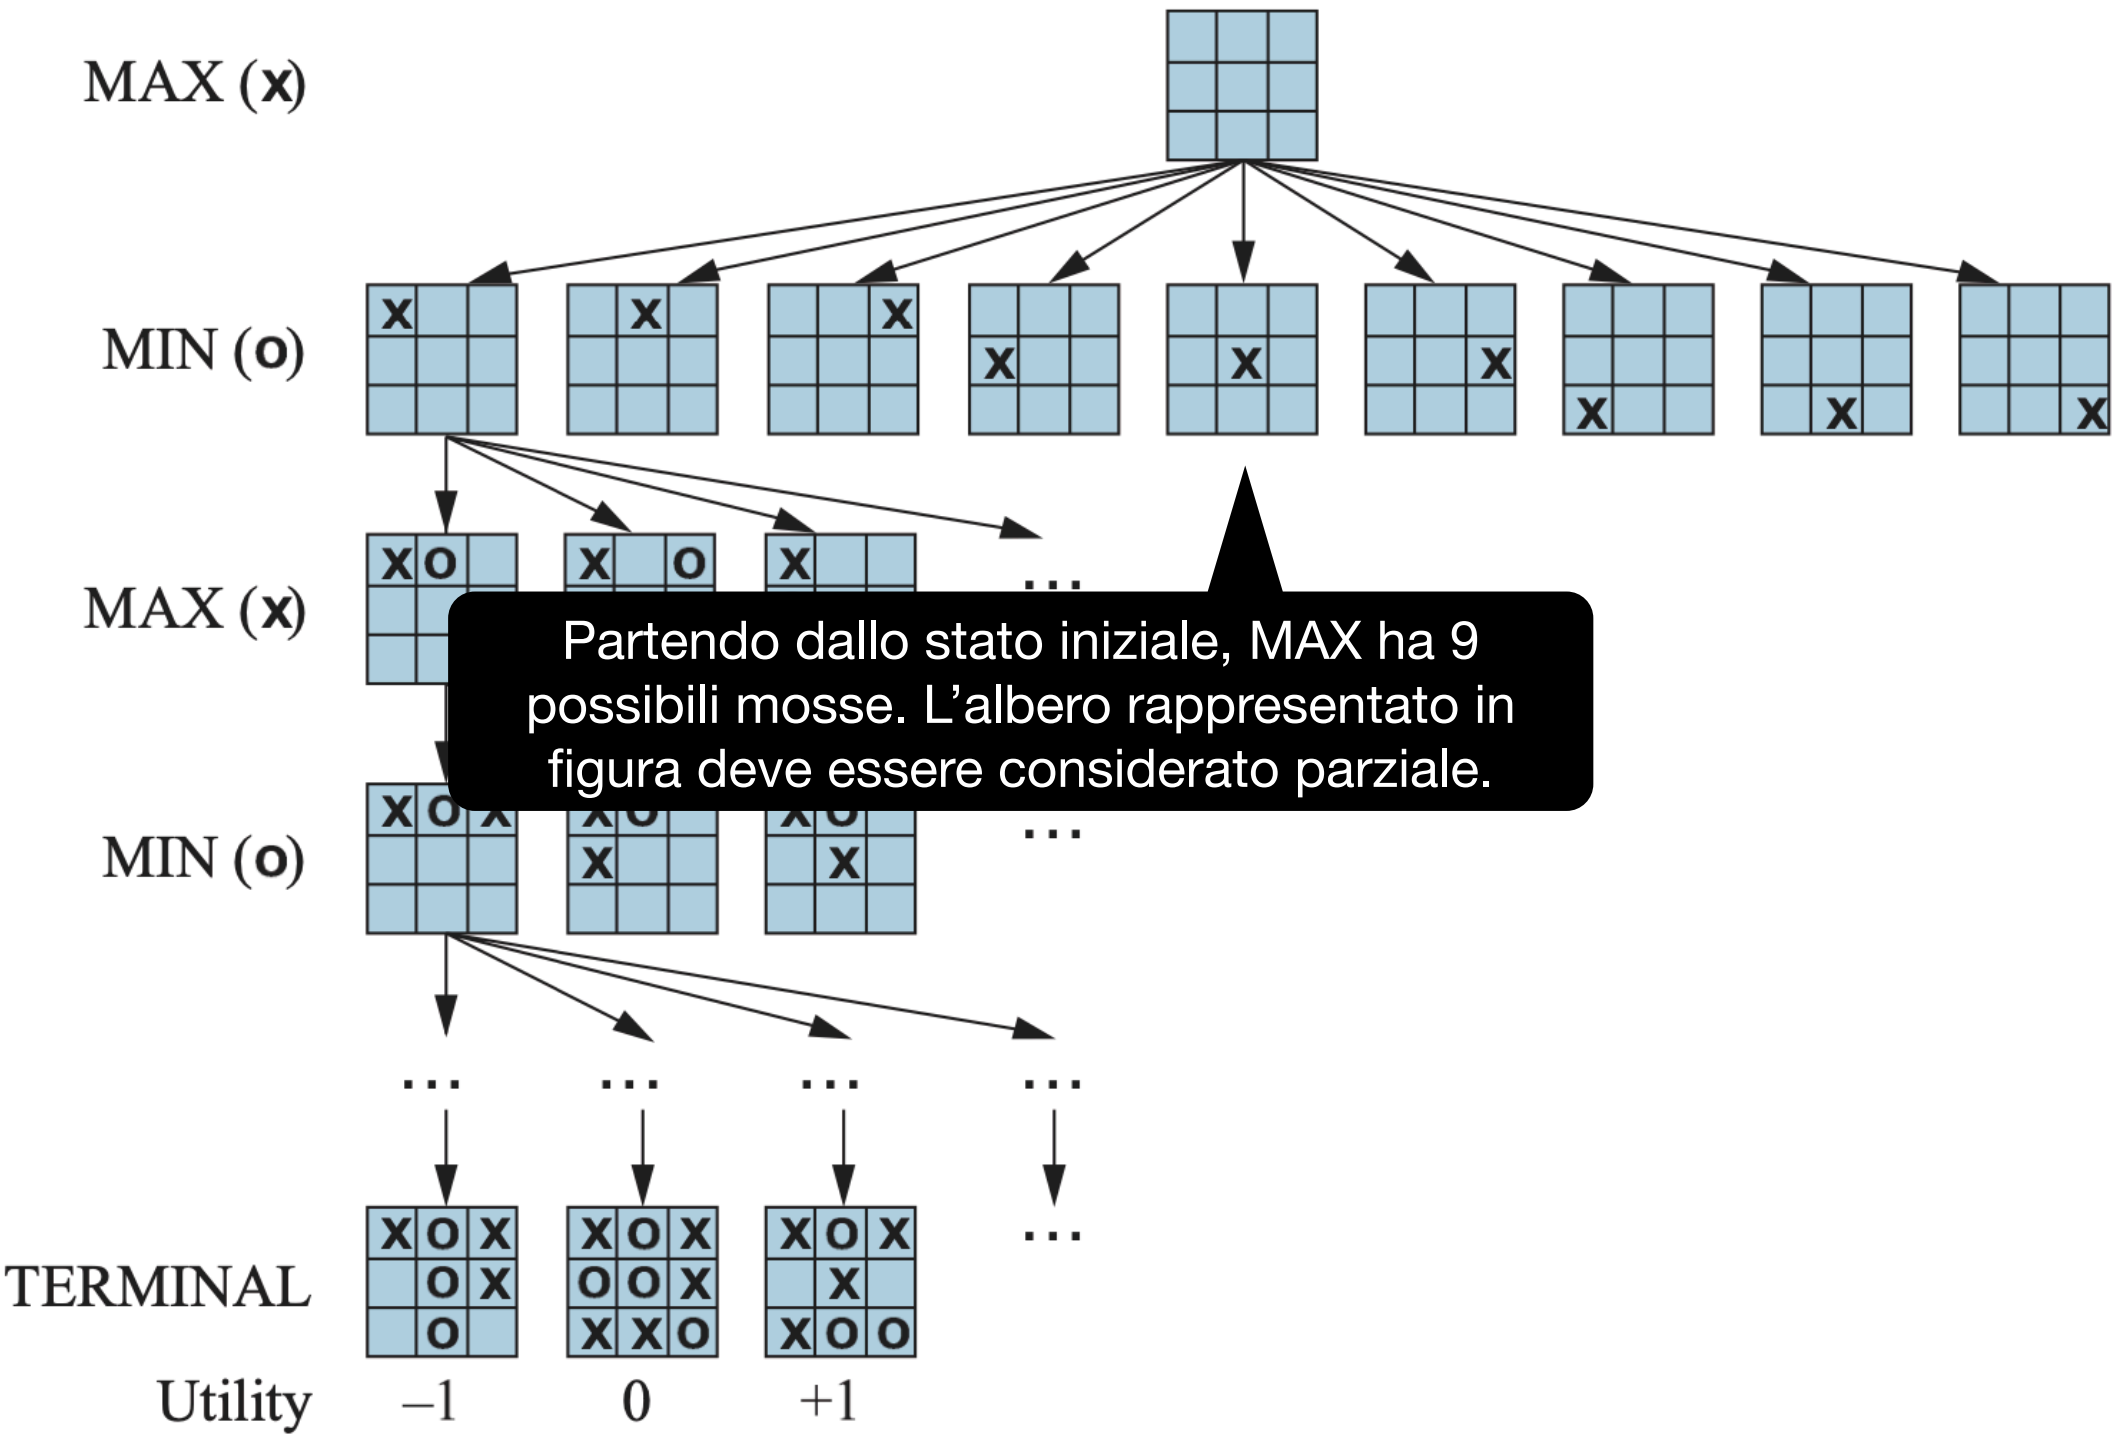 MAX (x)
MIN (o)
X X X X X X X X X
MAX (x)
X O X O X
...
Partendo dallo stato iniziale, MAX ha 9
possibili mosse. L'albero rappresentato in
figura deve essere considerato parziale.
MIN (o)
X O X X O X O
...
X X
... ... ... ...
TERMINAL
X O X X O X X O X
...
O X O O X X
O X X O X O O
Utility –1 0 +1